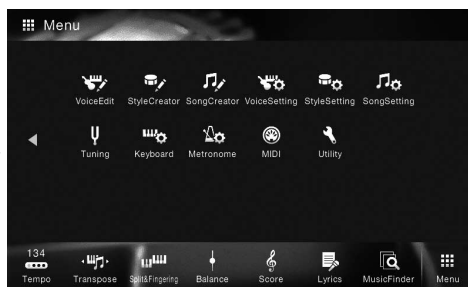 Menu
VoiceEdit StyleCreator SongCreator VoiceSetting StyleSetting SongSetting
Tuning Keyboard Metronome MIDI Utility
134
Tempo Transpose Split&Fingering Balance Score Lyrics MusicFinder Menu